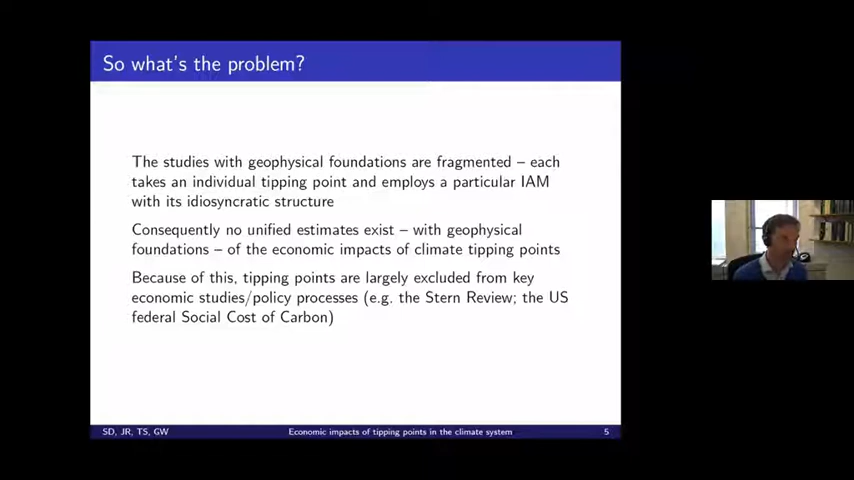 So what's the problem?
The studies with geophysical foundations are fragmented – each
takes an individual tipping point and employs a particular IAM
with its idiosyncratic structure
Consequently no unified estimates exist – with geophysical
foundations – of the economic impacts of climate tipping points
Because of this, tipping points are largely excluded from key
economic studies/policy processes (e.g. the Stern Review; the US
federal Social Cost of Carbon)
SD, JR, TS, GW
Economic impacts of tipping points in the climate system
5